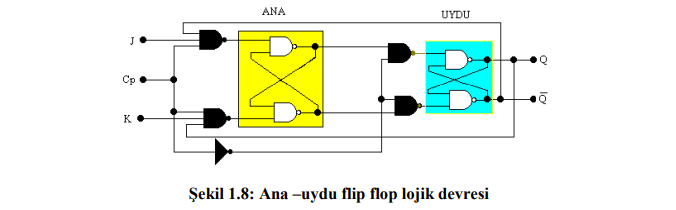 ANA UYDU
J
Cp
K
Q
Q̅
Şekil 1.8: Ana –uydu flip flop lojik devresi